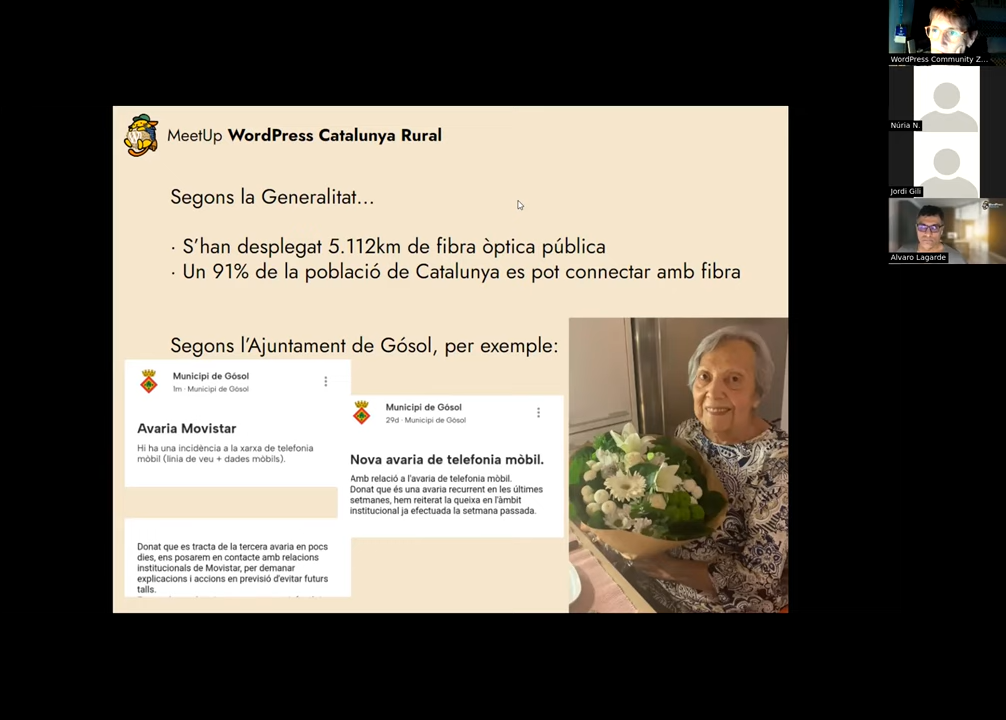 MeetUp WordPress Catalunya Rural
Segons la Generalitat...
· S'han desplegat 5.112km de fibra òptica pública
· Un 91% de la població de Catalunya es pot connectar amb fibra
Segons l'Ajuntament de Gósol, per exemple:
Municipi de Gósol
1m · Municipi de Gósol
Avaria Movistar
Hi ha una incidència a la xarxa de telefonia
mòbil (línia de veu + dades mòbils).
Donat que es tracta de la tercera avaria en pocs
dies, ens posarem en contacte amb relacions
institucionals de Movistar, per demanar
explicacions i accions en previsió d'evitar futurs
talls.
Municipi de Gósol
29d · Municipi de Gósol
Nova avaria de telefonia mòbil.
Amb relació a l'avaria de telefonia mòbil.
Donat que és una avaria recurrent en les últimes
setmanes, hem reiterat la queixa en l'àmbit
institucional ja efectuada la setmana passada.
WordPress Community Z...
Núria N.
Jordi Gili
Alvaro Lagarde